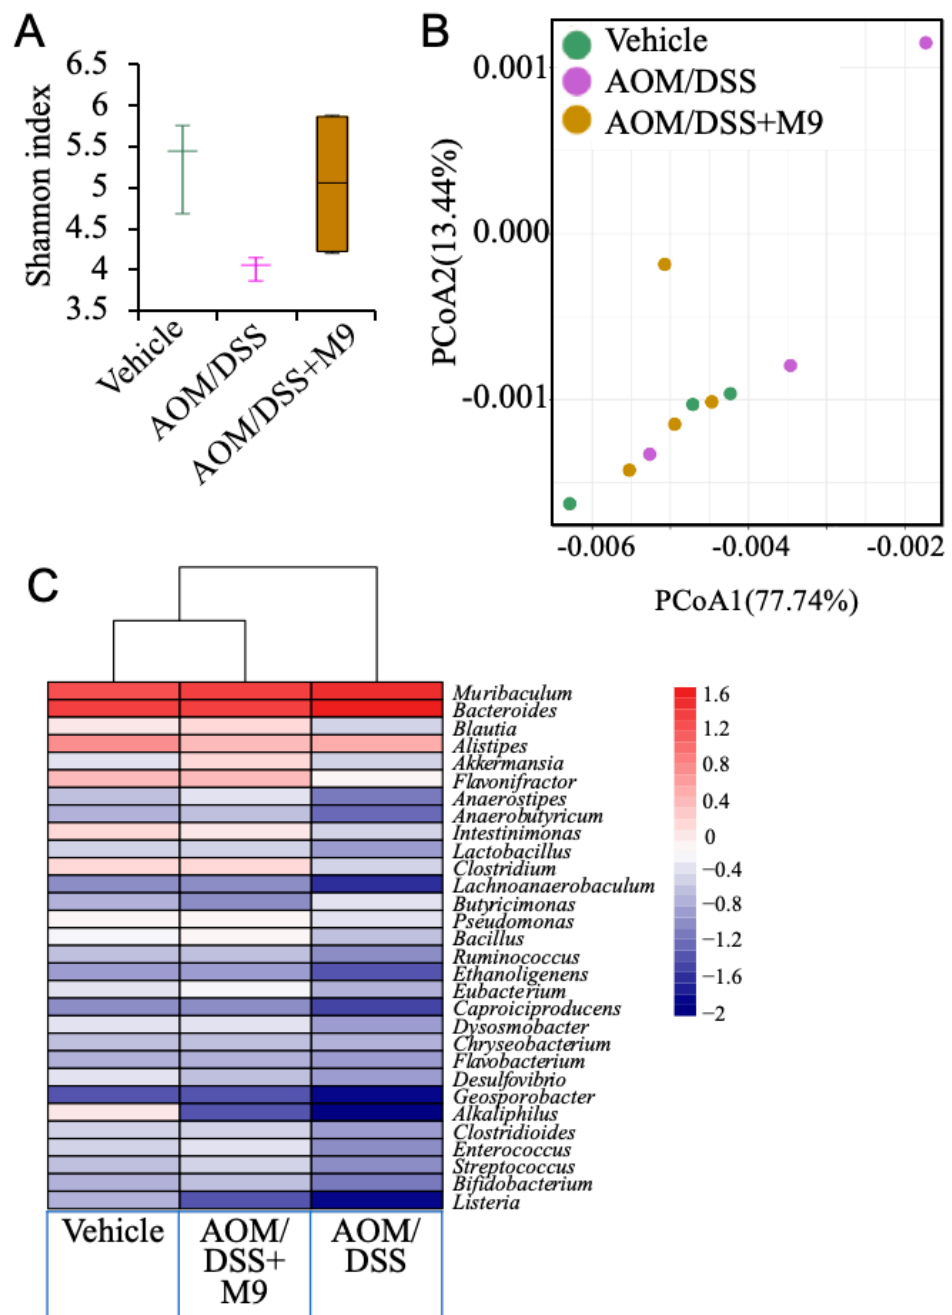 A
Shannon index
6.5
6
5.5
5
4.5
4
3.5
Vehicle
AOM/DSS
AOM/DSS+M9
B
Vehicle
AOM/DSS
AOM/DSS+M9
PCoA2(13.44%)
0.001
0.000
-0.001
-0.006
-0.004
-0.002
PCoA1(77.74%)
C
Muribaculum
Bacteroides
Blautia
Alistipes
Akkermansia
Flavonifractor
Anaerostipes
Anaerobutyricum
Intestinimonas
Lactobacillus
Clostridium
Lachnoanaerobaculum
Butyricimonas
Pseudomonas
Bacillus
Ruminococcus
Ethanoligenens
Eubacterium
Caproiciproducens
Dysosmobacter
Chryseobacterium
Flavobacterium
Desulfovibrio
Geosporobacter
Alkaliphilus
Clostridioides
Enterococcus
Streptococcus
Bifidobacterium
Listeria
1.6
1.2
0.8
0.4
0
−0.4
−0.8
−1.2
−1.6
−2
Vehicle
AOM/
DSS+
M9
AOM/
DSS